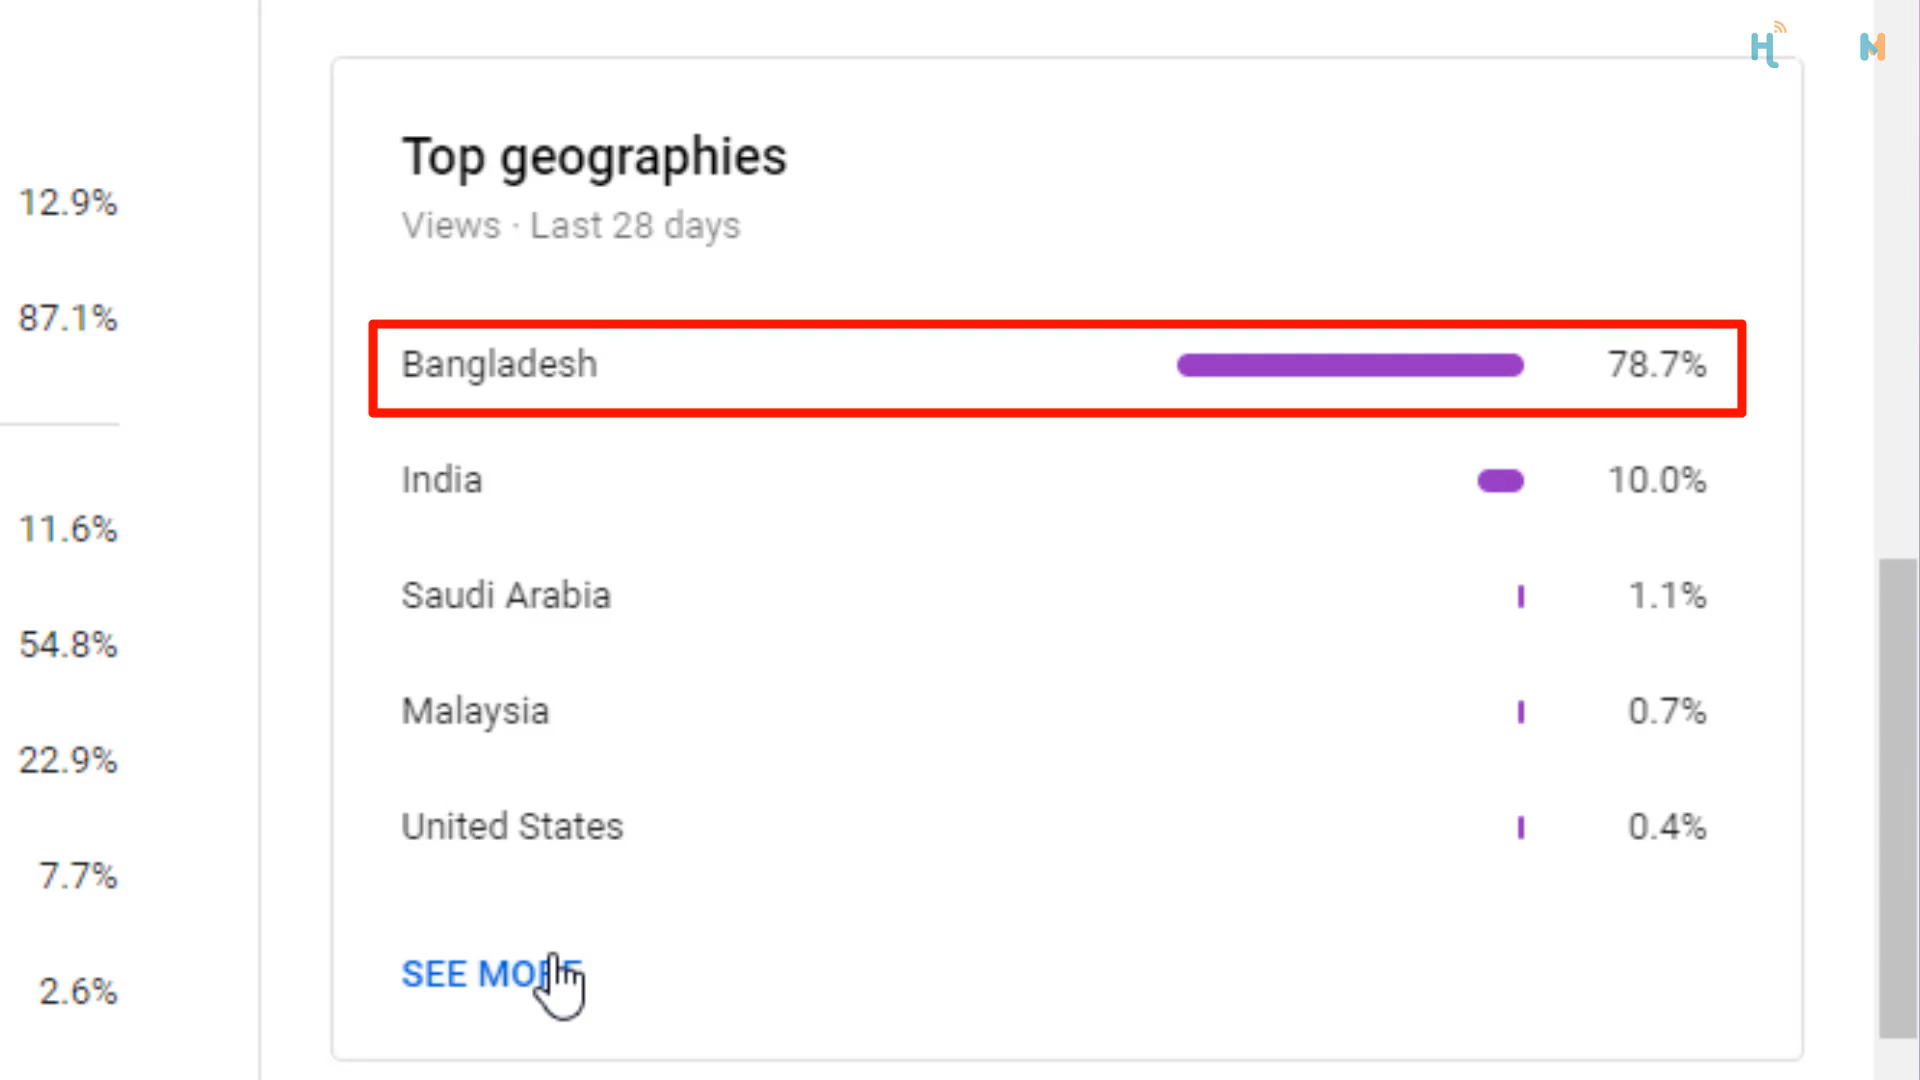 12.9%
87.1%
11.6%
54.8%
22.9%
7.7%
2.6%
Top geographies
Views · Last 28 days
Bangladesh 78.7%
India 10.0%
Saudi Arabia 1.1%
Malaysia 0.7%
United States 0.4%
SEE MORE